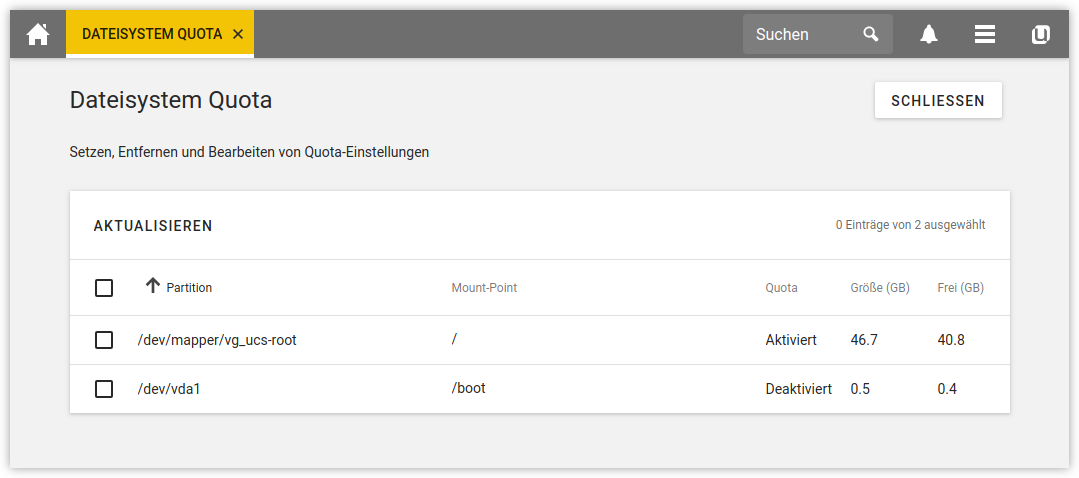 DATEISYSTEM QUOTA
Suchen
Dateisystem Quota
SCHLIESSEN
Setzen, Entfernen und Bearbeiten von Quota-Einstellungen
AKTUALISIEREN
0 Einträge von 2 ausgewählt
Partition Mount-Point Quota Größe (GB) Frei (GB)
/dev/mapper/vg_ucs-root / Aktiviert 46.7 40.8
/dev/vda1 /boot Deaktiviert 0.5 0.4